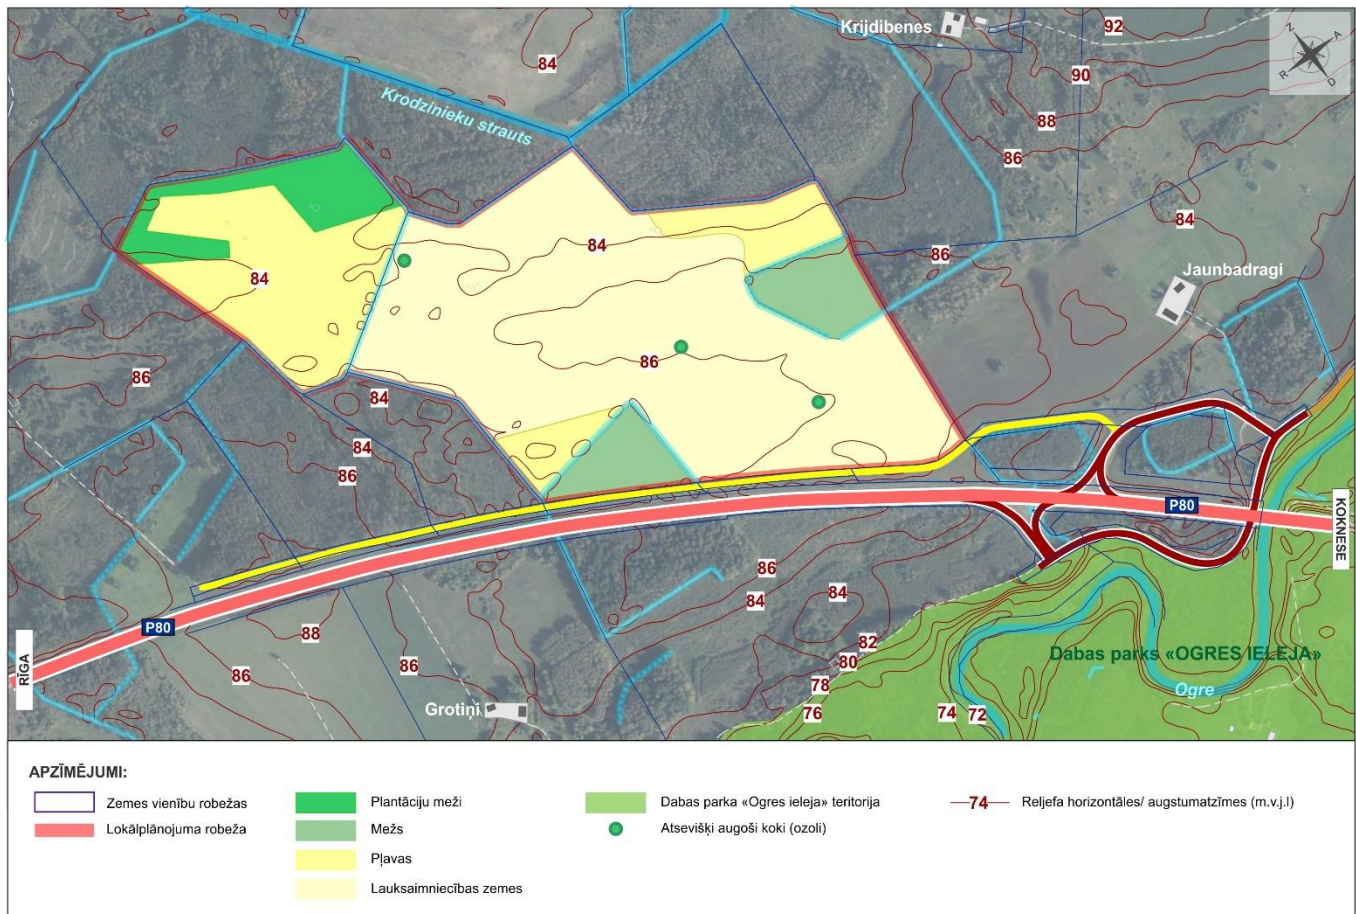 Krijdibenes
92
Z
A
R
D
84
90
Krodzinieku strauts
88
86
84
84
86
Jaunbadragi
84
86
86
84
84
86
P80
KOKNESE
86
84
84
P80
88
82
Dabas parks «OGRES IELEJA»
RĪGA
86
86
80
78
Ogre
Grotiņi
76
74
72
APZĪMĒJUMI:
Zemes vienību robežas
Lokālplānojuma robeža
Plantāciju meži
Mežs
Pļavas
Lauksaimniecības zemes
Dabas parka «Ogres ieleja» teritorija
Atsevišķi augoši koki (ozoli)
74 Reljefa horizontāles/ augstumatzīmes (m.v.j.l)